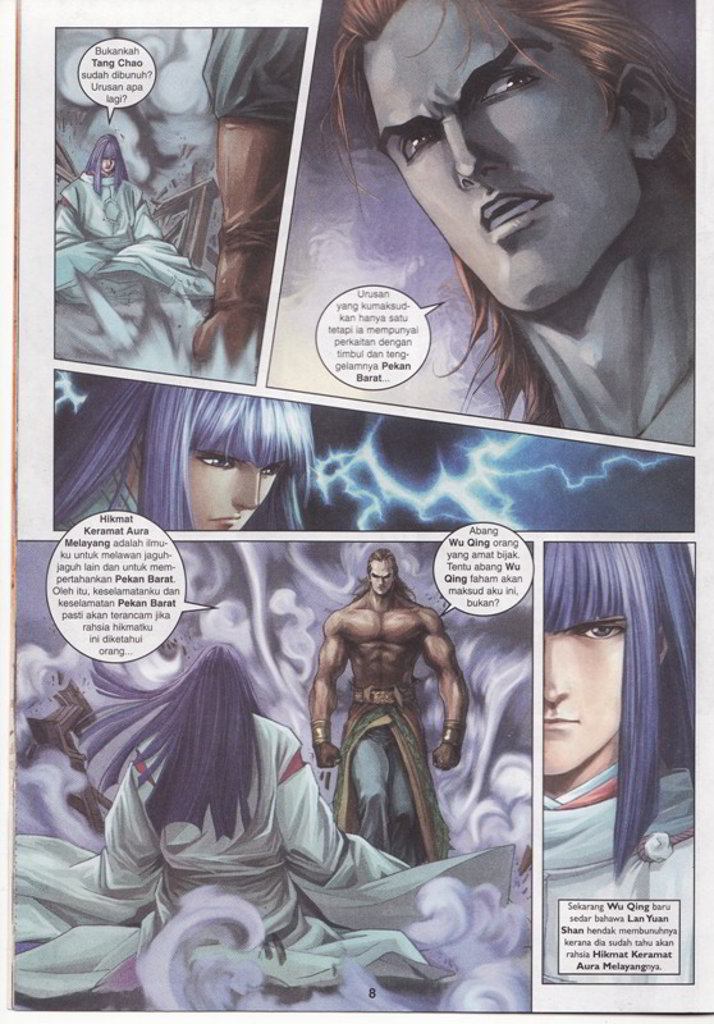 Bukankah
Tang Chao
sudah dibunuh?
Urusan apa
lagi?
Urusan
yang kumaksud-
kan hanya satu
tetapi ia mempunyai
perkaitan dengan
timbul dan teng-
gelamnya Pekan
Barat...
Hikmat
Keramat Aura
Melayang adalah ilmu-
ku untuk melawan jaguh-
jaguh lain dan untuk mem-
pertahankan Pekan Barat.
Oleh itu, keselamatanku dan
keselamatan Pekan Barat
pasti akan terancam jika
rahsia hikmatku
ini diketahui
orang...
Abang
Wu Qing orang
yang amat bijak.
Tentu abang Wu
Qing faham akan
maksud aku ini,
bukan?
Sekarang Wu Qing baru
sedar bahawa Lan Yuan
Shan hendak membunuhnya
kerana dia sudah tahu akan
rahsia Hikmat Keramat
Aura Melayangnya.
8